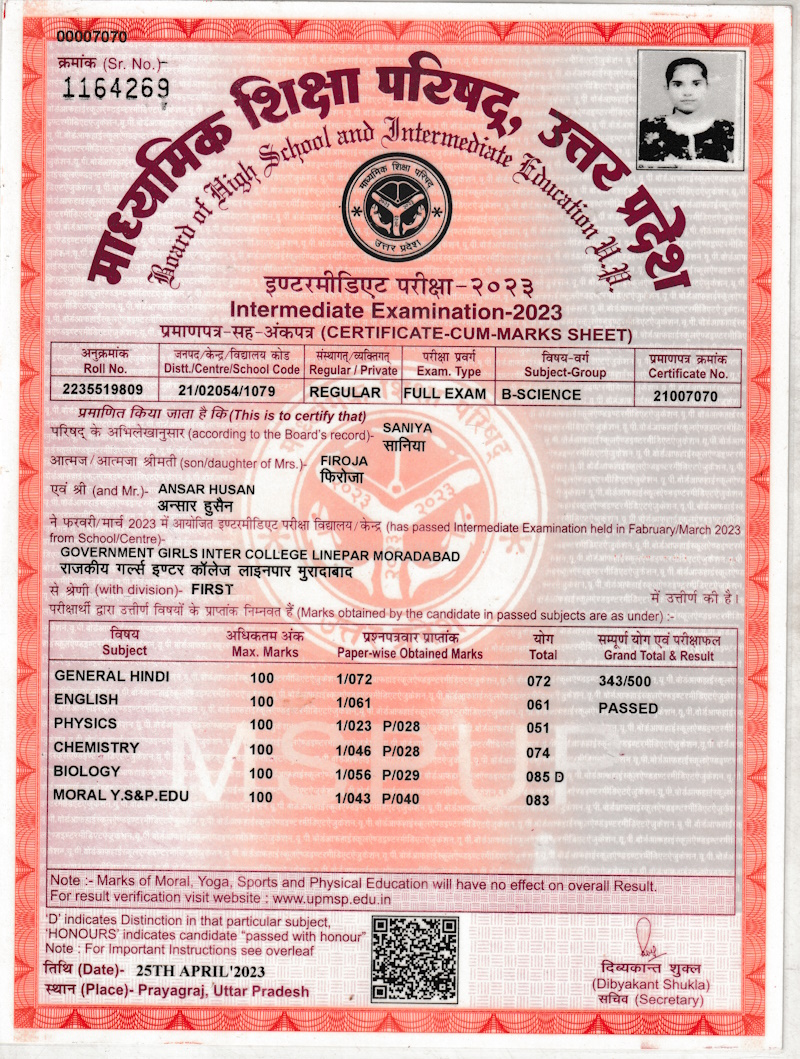 00007070
क्रमांक (Sr. No.)-
1164269
माध्यमिक शिक्षा परिषद्, उत्तर प्रदेश
Board of High School and Intermediate Education U.P.
माध्यमिक शिक्षा परिषद
उत्तर प्रदेश
इण्टरमीडिएट परीक्षा-२०२३
Intermediate Examination-2023
प्रमाणपत्र-सह-अंकपत्र (CERTIFICATE-CUM-MARKS SHEET)
अनुक्रमांक जनपद/केन्द्र/विद्यालय कोड संस्थागत/व्यक्तिगत परीक्षा प्रवर्ग विषय-वर्ग प्रमाणपत्र क्रमांक
Roll No. Distt./Centre/School Code Regular / Private Exam. Type Subject-Group Certificate No.
2235519809 21/02054/1079 REGULAR FULL EXAM B-SCIENCE 21007070
प्रमाणित किया जाता है कि (This is to certify that)
परिषद् के अभिलेखानुसार (according to the Board's record)- SANIYA
सानिया
आत्मज/आत्मजा श्रीमती (son/daughter of Mrs.)- FIROJA
फिरोजा
एवं श्री (and Mr.)- ANSAR HUSAN
अन्सार हुसैन
ने फरवरी/मार्च 2023 में आयोजित इण्टरमीडिएट परीक्षा विद्यालय/केन्द्र (has passed Intermediate Examination held in Fabruary/March 2023
from School/Centre)-
GOVERNMENT GIRLS INTER COLLEGE LINEPAR MORADABAD
राजकीय गर्ल्स इण्टर कॉलेज लाइनपार मुरादाबाद
से श्रेणी (with division)- FIRST में उत्तीर्ण की है।
परीक्षार्थी द्वारा उत्तीर्ण विषयों के प्राप्तांक निम्नवत हैं (Marks obtained by the candidate in passed subjects are as under) :-
विषय अधिकतम अंक प्रश्नपत्रवार प्राप्तांक योग सम्पूर्ण योग एवं परीक्षाफल
Subject Max. Marks Paper-wise Obtained Marks Total Grand Total & Result
GENERAL HINDI 100 1/072 072 343/500
ENGLISH 100 1/061 061 PASSED
PHYSICS 100 1/023 P/028 051
CHEMISTRY 100 1/046 P/028 074
BIOLOGY 100 1/056 P/029 085 D
MORAL Y.S&P.EDU 100 1/043 P/040 083
MSPUP
Note :- Marks of Moral, Yoga, Sports and Physical Education will have no effect on overall Result.
For result verification visit website : www.upmsp.edu.in
'D' indicates Distinction in that particular subject,
'HONOURS' indicates candidate "passed with honour"
Note : For Important Instructions see overleaf
तिथि (Date)- 25TH APRIL'2023
स्थान (Place)- Prayagraj, Uttar Pradesh
दिब्यकान्त शुक्ल
(Dibyakant Shukla)
सचिव (Secretary)